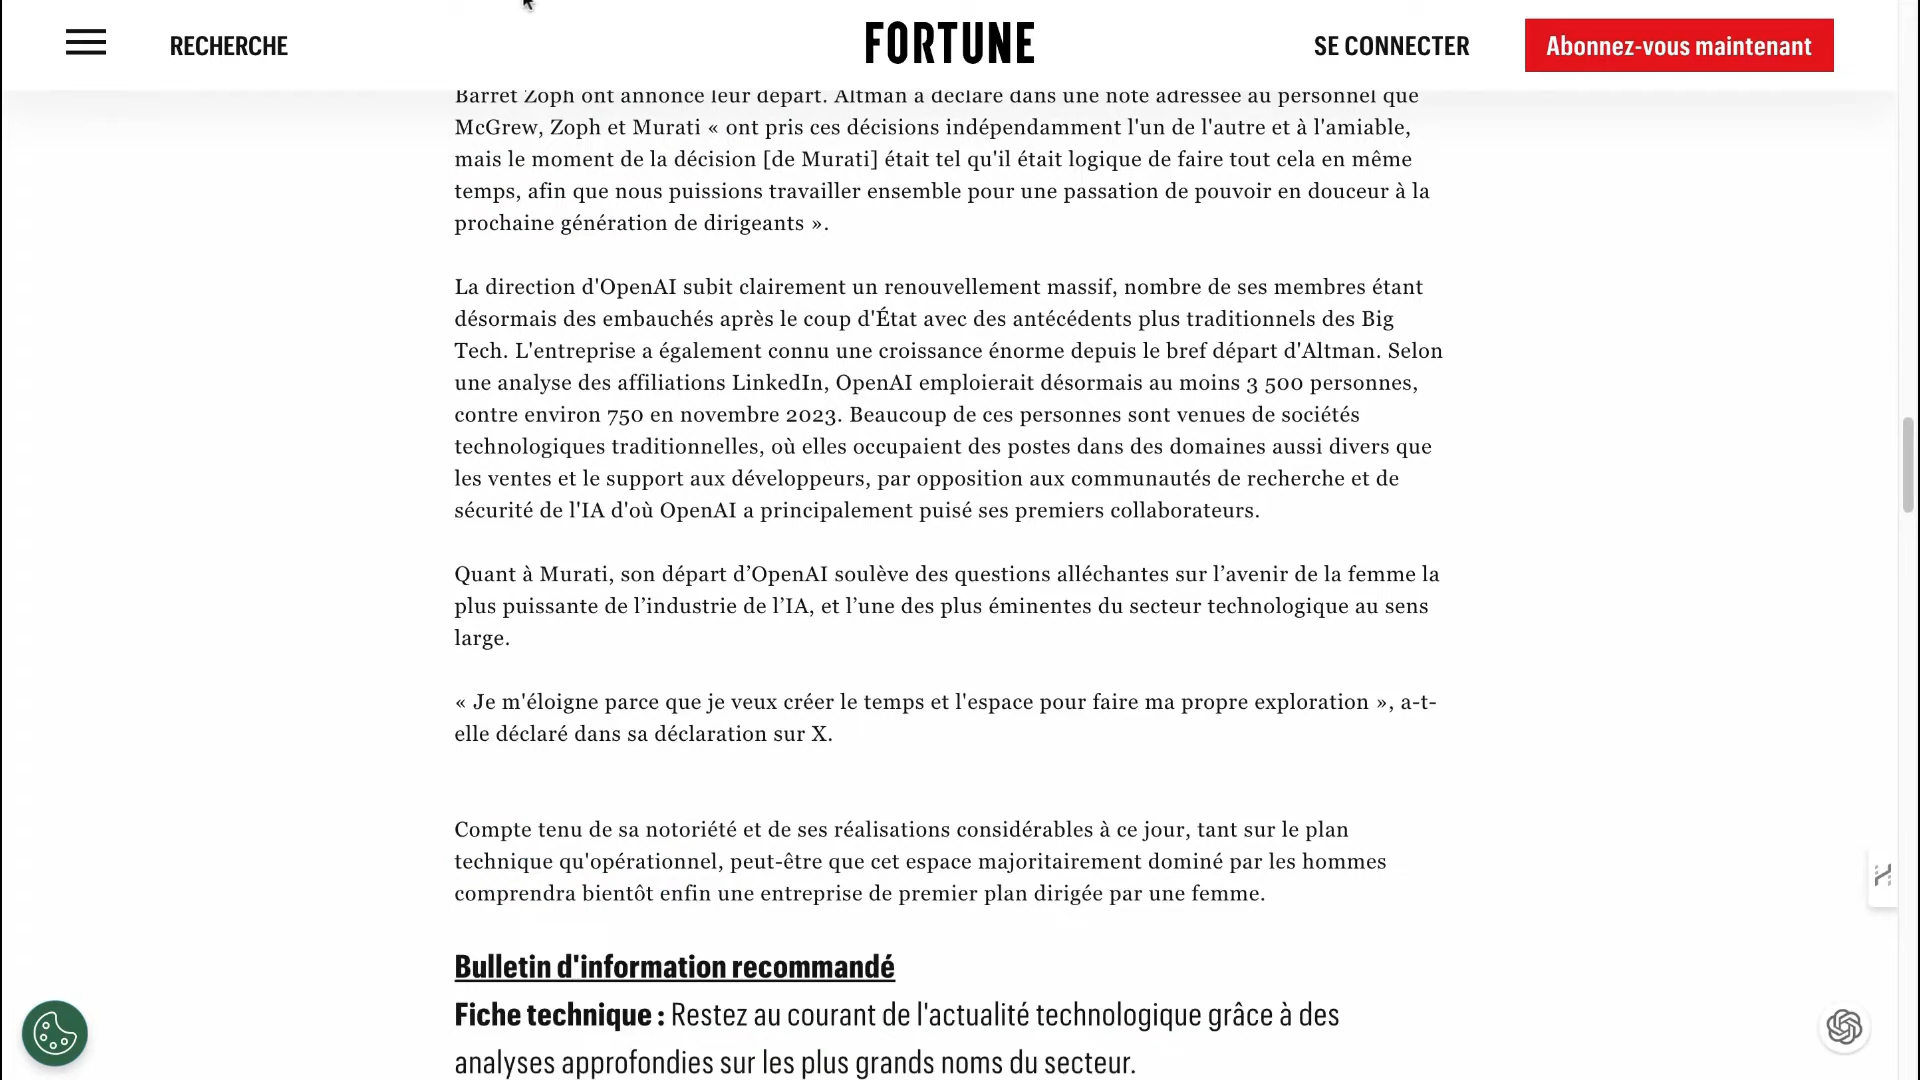 RECHERCHE
FORTUNE
SE CONNECTER
Abonnez-vous maintenant
Barret Zoph ont annoncé leur départ. Altman a déclaré dans une note adressée au personnel que
McGrew, Zoph et Murati « ont pris ces décisions indépendamment l'un de l'autre et à l'amiable,
mais le moment de la décision [de Murati] était tel qu'il était logique de faire tout cela en même
temps, afin que nous puissions travailler ensemble pour une passation de pouvoir en douceur à la
prochaine génération de dirigeants ».
La direction d'OpenAI subit clairement un renouvellement massif, nombre de ses membres étant
désormais des embauchés après le coup d'État avec des antécédents plus traditionnels des Big
Tech. L'entreprise a également connu une croissance énorme depuis le bref départ d'Altman. Selon
une analyse des affiliations LinkedIn, OpenAI emploierait désormais au moins 3 500 personnes,
contre environ 750 en novembre 2023. Beaucoup de ces personnes sont venues de sociétés
technologiques traditionnelles, où elles occupaient des postes dans des domaines aussi divers que
les ventes et le support aux développeurs, par opposition aux communautés de recherche et de
sécurité de l'IA d'où OpenAI a principalement puisé ses premiers collaborateurs.
Quant à Murati, son départ d’OpenAI soulève des questions alléchantes sur l’avenir de la femme la
plus puissante de l’industrie de l’IA, et l’une des plus éminentes du secteur technologique au sens
large.
« Je m'éloigne parce que je veux créer le temps et l'espace pour faire ma propre exploration », a-t-
elle déclaré dans sa déclaration sur X.
Compte tenu de sa notoriété et de ses réalisations considérables à ce jour, tant sur le plan
technique qu'opérationnel, peut-être que cet espace majoritairement dominé par les hommes
comprendra bientôt enfin une entreprise de premier plan dirigée par une femme.
Bulletin d'information recommandé
Fiche technique : Restez au courant de l'actualité technologique grâce à des
analyses approfondies sur les plus grands noms du secteur.